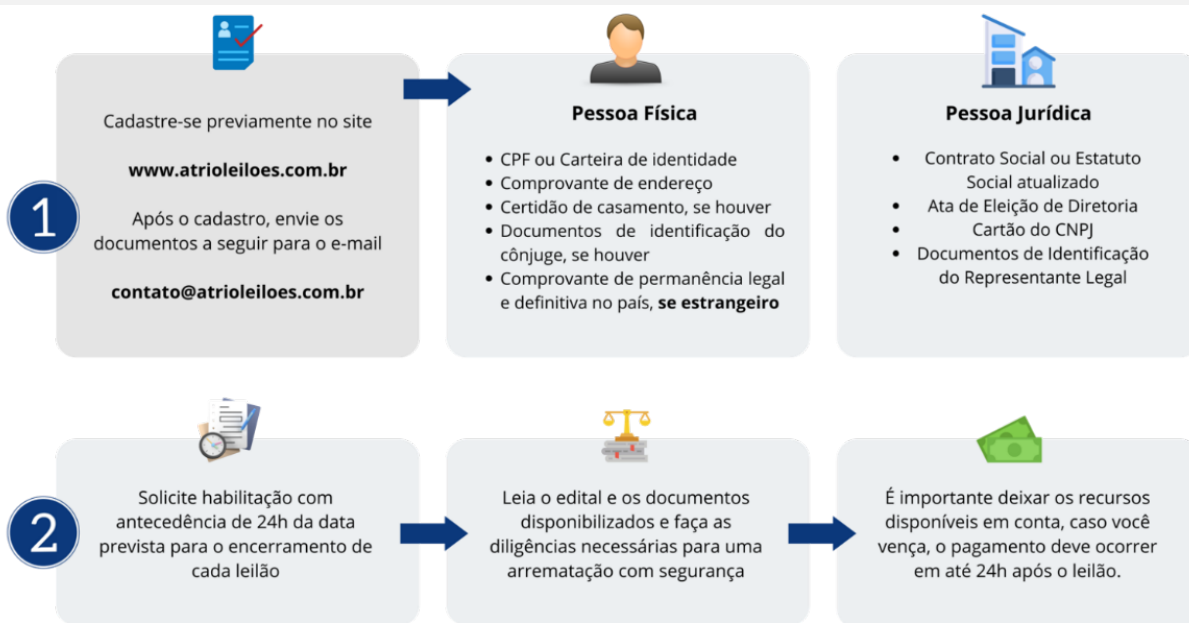 1
Cadastre-se previamente no site
www.atrioleiloes.com.br
Após o cadastro, envie os
documentos a seguir para o e-mail
contato@atrioleiloes.com.br
Pessoa Física
• CPF ou Carteira de identidade
• Comprovante de endereço
• Certidão de casamento, se houver
• Documentos de identificação do
cônjuge, se houver
• Comprovante de permanência legal
e definitiva no país, se estrangeiro
Pessoa Jurídica
• Contrato Social ou Estatuto
Social atualizado
• Ata de Eleição de Diretoria
• Cartão do CNPJ
• Documentos de Identificação
do Representante Legal
2
Solicite habilitação com
antecedência de 24h da data
prevista para o encerramento de
cada leilão
Leia o edital e os documentos
disponibilizados e faça as
diligências necessárias para uma
arrematação com segurança
É importante deixar os recursos
disponíveis em conta, caso você
vença, o pagamento deve ocorrer
em até 24h após o leilão.